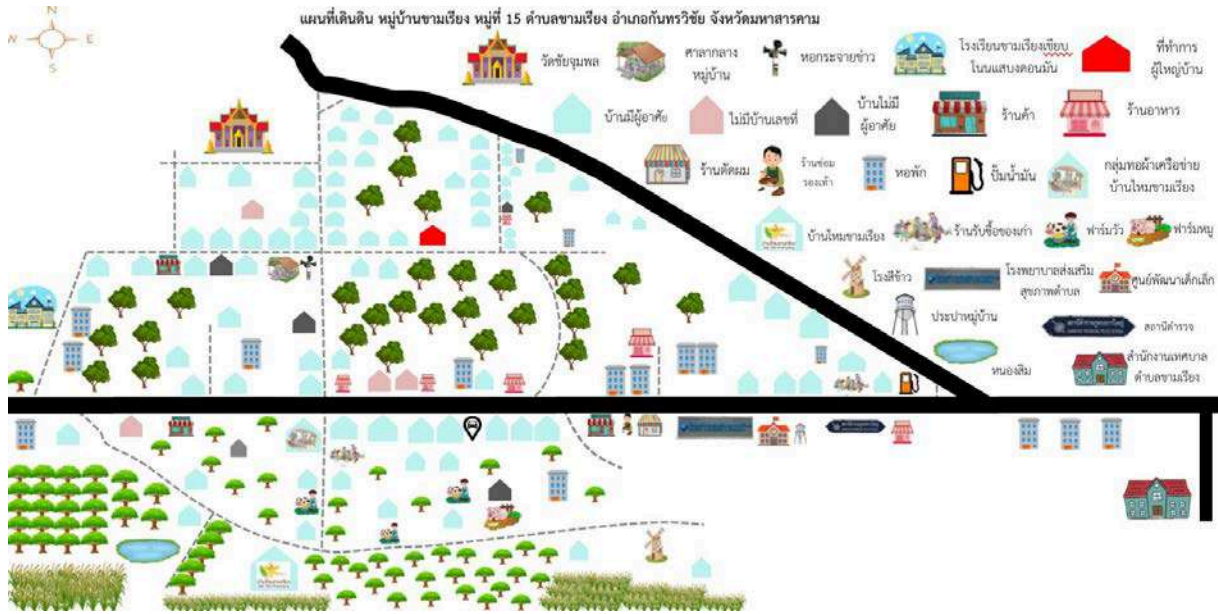 แผนที่เดินดิน หมู่บ้านขามเรียง หมู่ที่ 15 ตำบลขามเรียง อำเภอกันทรวิชัย จังหวัดมหาสารคาม
N
W E
S
วัดชัยจุมพล
ศาลากลาง
หมู่บ้าน
หอกระจายข่าว
โรงเรียนขามเรียงเขียบ
โนนแสบงดอนมัน
ที่ทำการ
ผู้ใหญ่บ้าน
บ้านมีผู้อาศัย
ไม่มีบ้านเลขที่
บ้านไม่มี
ผู้อาศัย
ร้านค้า
ร้านอาหาร
ร้านตัดผม
ร้านซ่อม
รองเท้า
หอพัก
ปั๊มน้ำมัน
กลุ่มทอผ้าเครือข่าย
บ้านไหมขามเรียง
บ้านไหมขามเรียง
ร้านรับซื้อของเก่า
ฟาร์มวัว
ฟาร์มหมู
โรงสีข้าว
โรงพยาบาลส่งเสริม
สุขภาพตำบล
ศูนย์พัฒนาเด็กเล็ก
ประปาหมู่บ้าน
สถานีตำรวจ
หนองสิม
สำนักงานเทศบาล
ตำบลขามเรียง